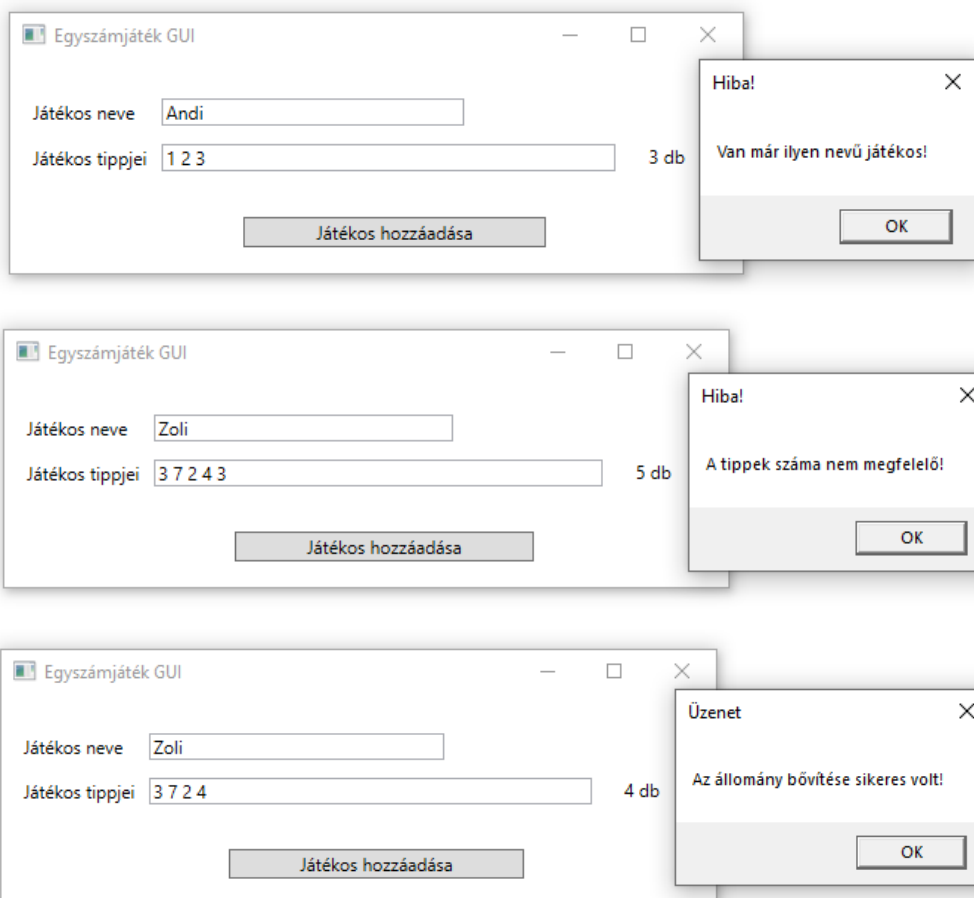 Egyszámjáték GUI
Hiba!
Játékos neve Andi
Játékos tippjei 1 2 3 3 db
Van már ilyen nevű játékos!
OK
Játékos hozzáadása
Egyszámjáték GUI
Hiba!
Játékos neve Zoli
Játékos tippjei 3 7 2 4 3 5 db
A tippek száma nem megfelelő!
OK
Játékos hozzáadása
Egyszámjáték GUI
Üzenet
Játékos neve Zoli
Játékos tippjei 3 7 2 4 4 db
Az állomány bővítése sikeres volt!
OK
Játékos hozzáadása